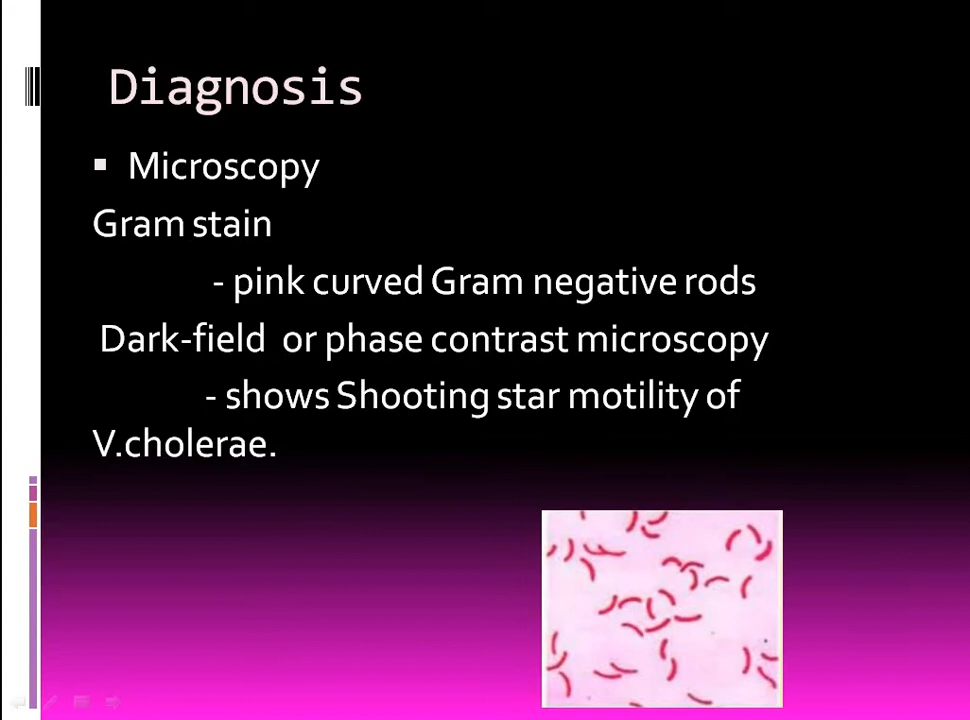 Diagnosis
▪ Microscopy
Gram stain
- pink curved Gram negative rods
Dark-field or phase contrast microscopy
- shows Shooting star motility of
V.cholerae.